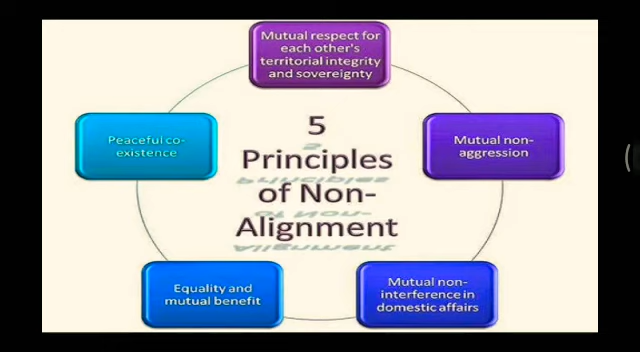 5
Principles
of Non-
Alignment
Mutual respect for
each other's
territorial integrity
and sovereignty
Mutual non-
aggression
Mutual non-
interference in
domestic affairs
Equality and
mutual benefit
Peaceful co-
existence